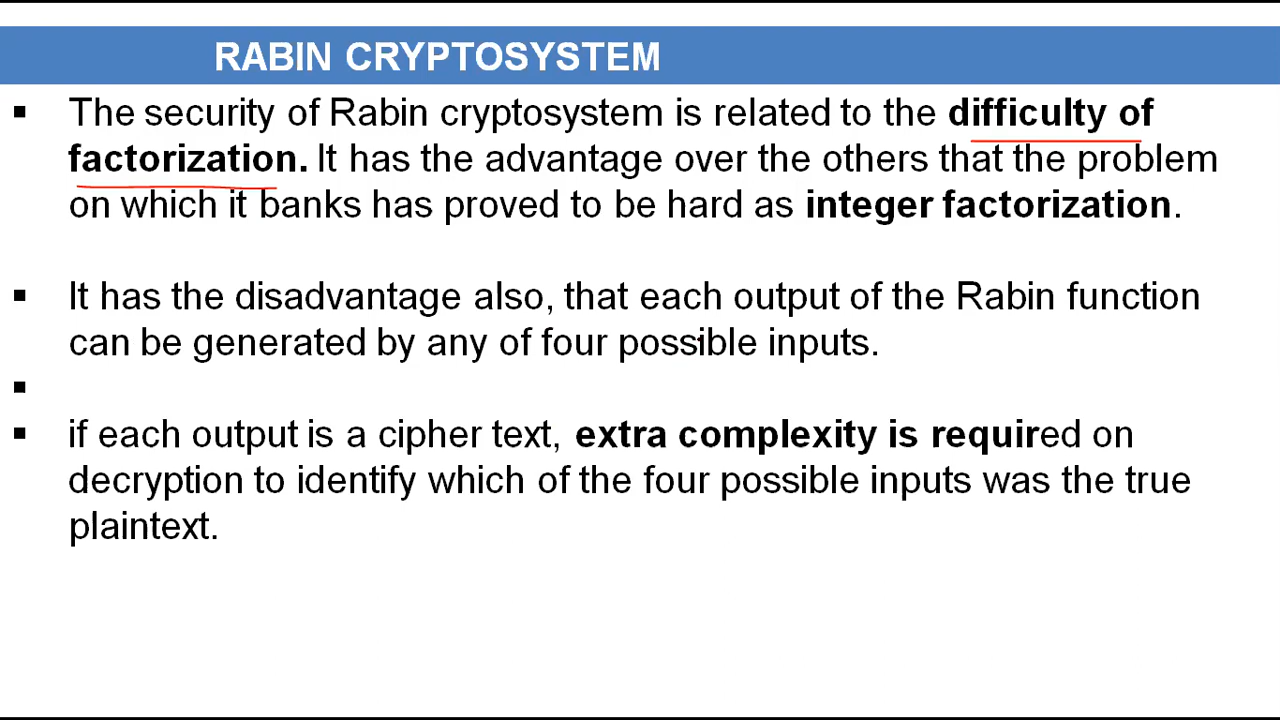 RABIN CRYPTOSYSTEM
▪ The security of Rabin cryptosystem is related to the difficulty of
factorization. It has the advantage over the others that the problem
on which it banks has proved to be hard as integer factorization.
▪ It has the disadvantage also, that each output of the Rabin function
can be generated by any of four possible inputs.
▪
▪ if each output is a cipher text, extra complexity is required on
decryption to identify which of the four possible inputs was the true
plaintext.